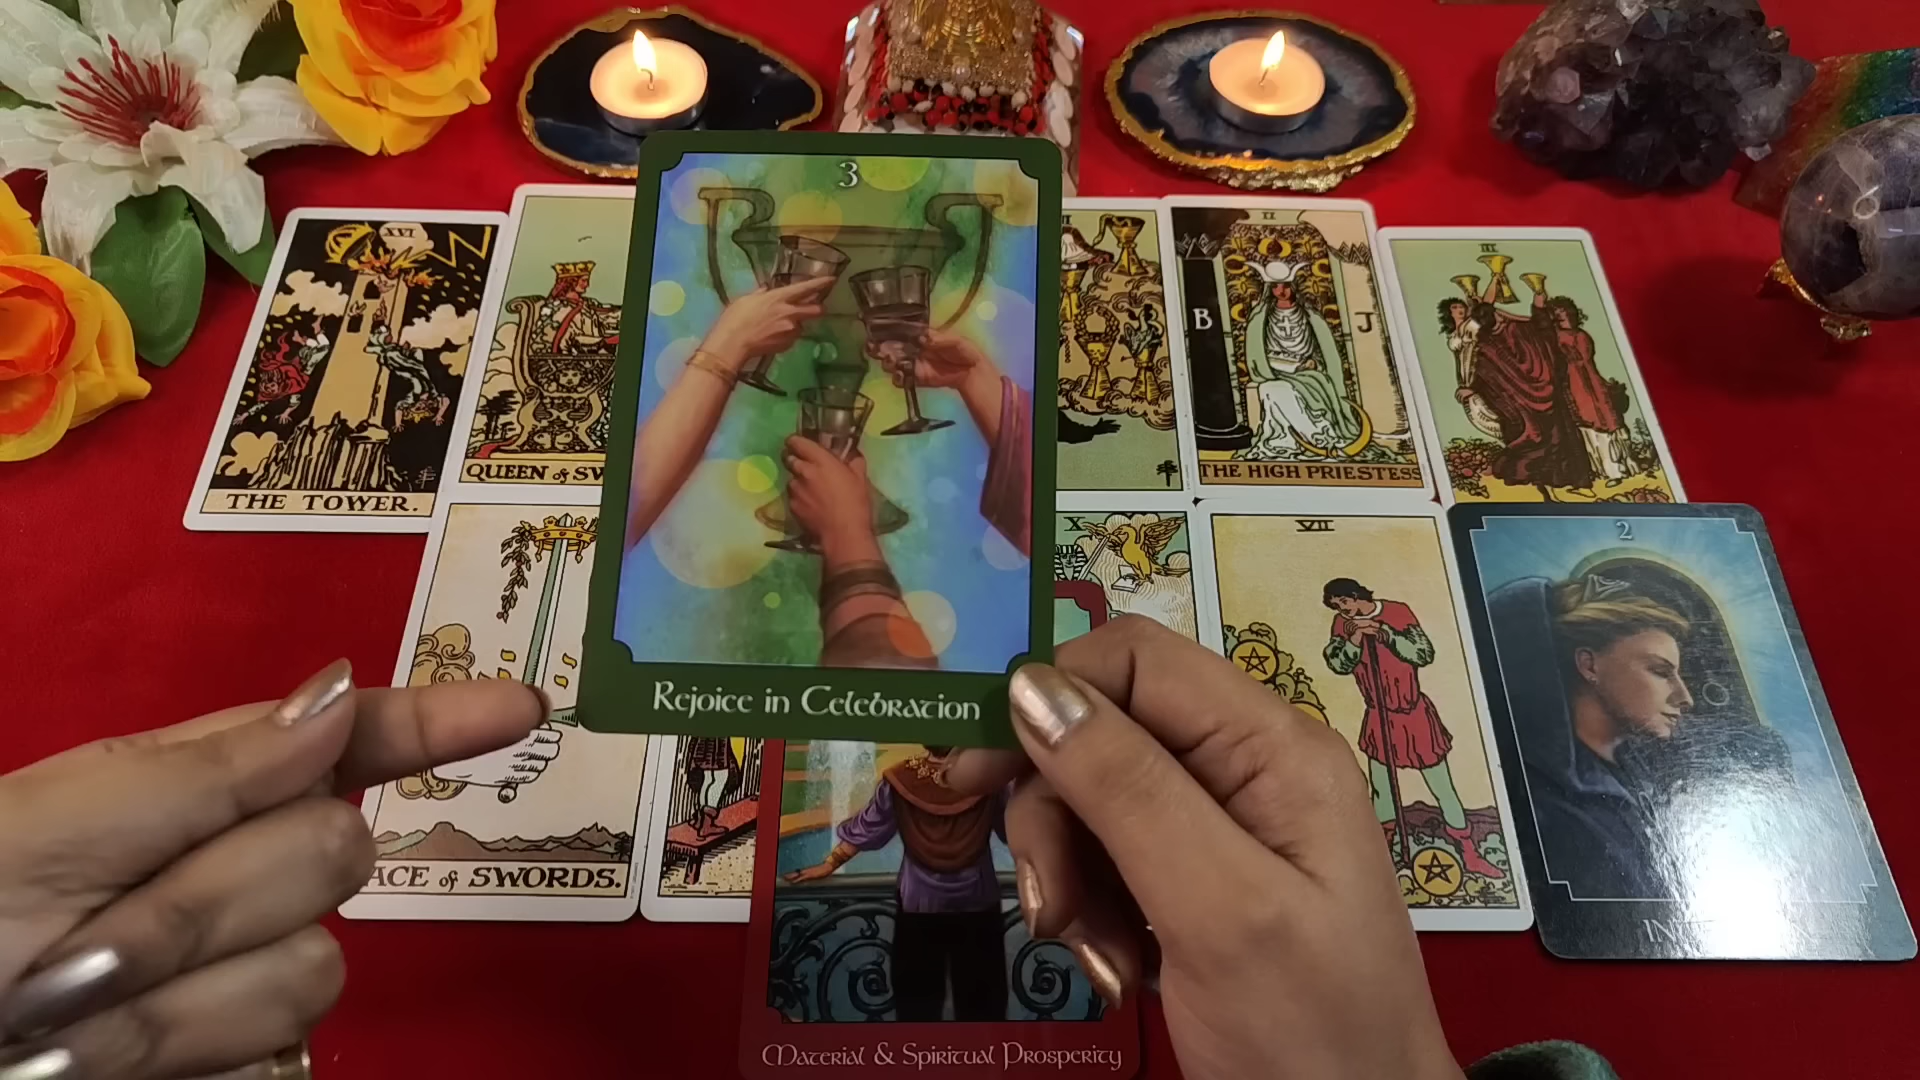 3
XVI
II
III
B
J
THE TOWER.
QUEEN of SW
THE HIGH PRIESTESS
X
VII
2
Rejoice in Celebration
ACE of SWORDS.
Material & Spiritual Prosperity